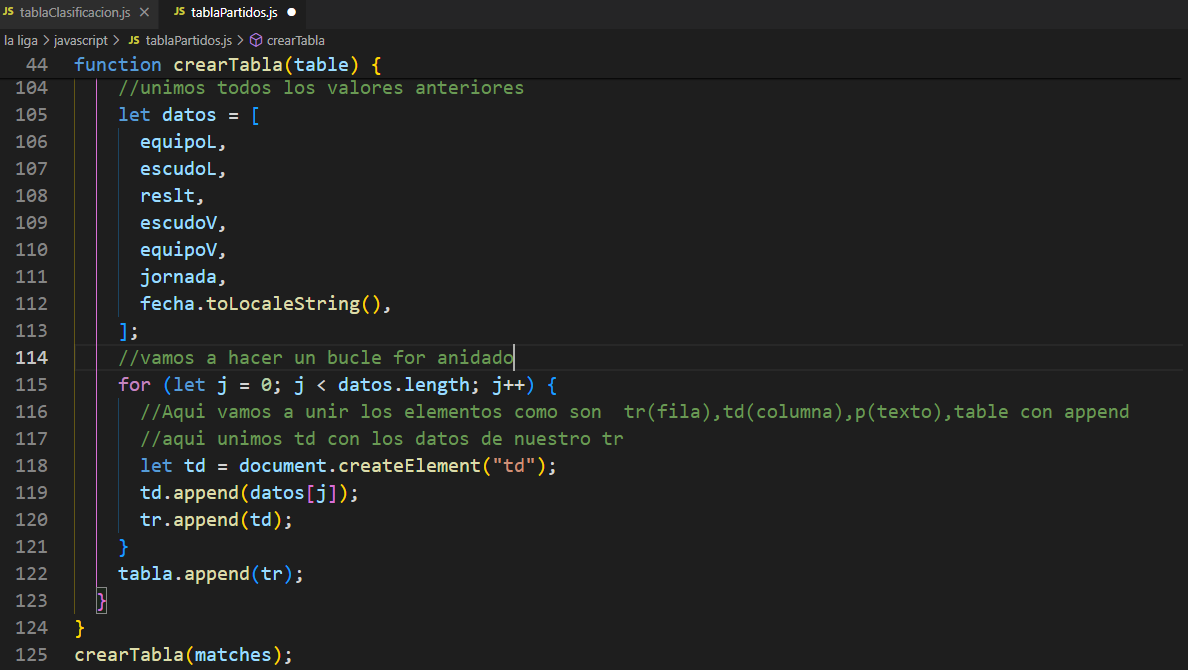 JS tablaClasificacion.js × JS tablaPartidos.js ●
la liga > javascript > JS tablaPartidos.js > crearTabla
44 function crearTabla(table) {
104 //unimos todos los valores anteriores
105 let datos = [
106 equipoL,
107 escudoL,
108 reslt,
109 escudoV,
110 equipoV,
111 jornada,
112 fecha.toLocaleString(),
113 ];
114 //vamos a hacer un bucle for anidado
115 for (let j = 0; j < datos.length; j++) {
116 //Aqui vamos a unir los elementos como son  tr(fila),td(columna),p(texto),table con append
117 //aqui unimos td con los datos de nuestro tr
118 let td = document.createElement("td");
119 td.append(datos[j]);
120 tr.append(td);
121 }
122 tabla.append(tr);
123 }
124 }
125 crearTabla(matches);